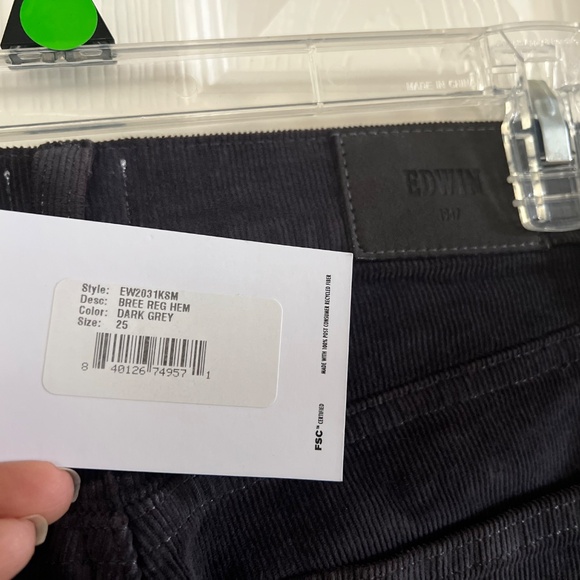 MADE IN CHINA
EDWIN
Style: EW2031KSM
Desc: BREE REG HEM
Color: DARK GREY
Size: 25
8 40126 74957 1
MADE WITH 100% POST CONSUMER RECYCLED FIBER
FSC™ CERTIFIED